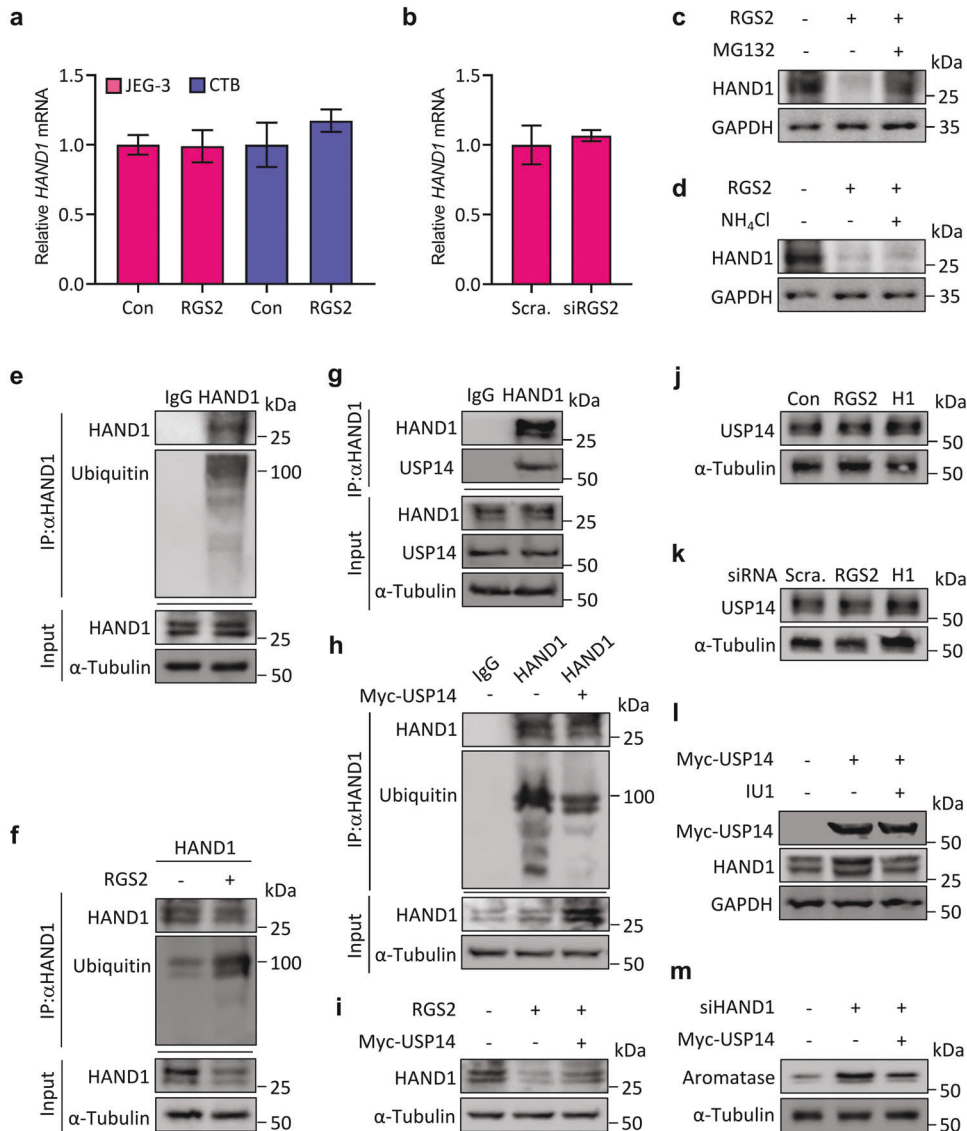 a
1.5
1.0
0.5
0.0
Relative HAND1 mRNA
JEG-3 CTB
Con RGS2 Con RGS2
b
1.5
1.0
0.5
0.0
Relative HAND1 mRNA
Scra. siRGS2
c
RGS2 - + +
MG132 - - +
kDa
HAND1 25
GAPDH 35
d
RGS2 - + +
NH₄Cl - - +
kDa
HAND1 25
GAPDH 35
e
IgG HAND1 kDa
IP:αHAND1
HAND1 25
Ubiquitin 100
Input
HAND1 25
α-Tubulin 50
f
HAND1
RGS2 - +
kDa
IP:αHAND1
HAND1 25
Ubiquitin 100
Input
HAND1 25
α-Tubulin 50
g
IgG HAND1 kDa
IP:αHAND1
HAND1 25
USP14 50
Input
HAND1 25
USP14 50
α-Tubulin 50
h
IgG HAND1 HAND1
Myc-USP14 - - +
kDa
IP:αHAND1
HAND1 25
Ubiquitin 100
Input
HAND1 25
α-Tubulin 50
i
RGS2 - + +
Myc-USP14 - - +
kDa
HAND1 25
α-Tubulin 50
j
Con RGS2 H1 kDa
USP14 50
α-Tubulin 50
k
siRNA Scra. RGS2 H1 kDa
USP14 50
α-Tubulin 50
l
Myc-USP14 - + +
IU1 - - +
kDa
Myc-USP14 50
HAND1 25
GAPDH 50
m
siHAND1 - + +
Myc-USP14 - - +
kDa
Aromatase 50
α-Tubulin 50